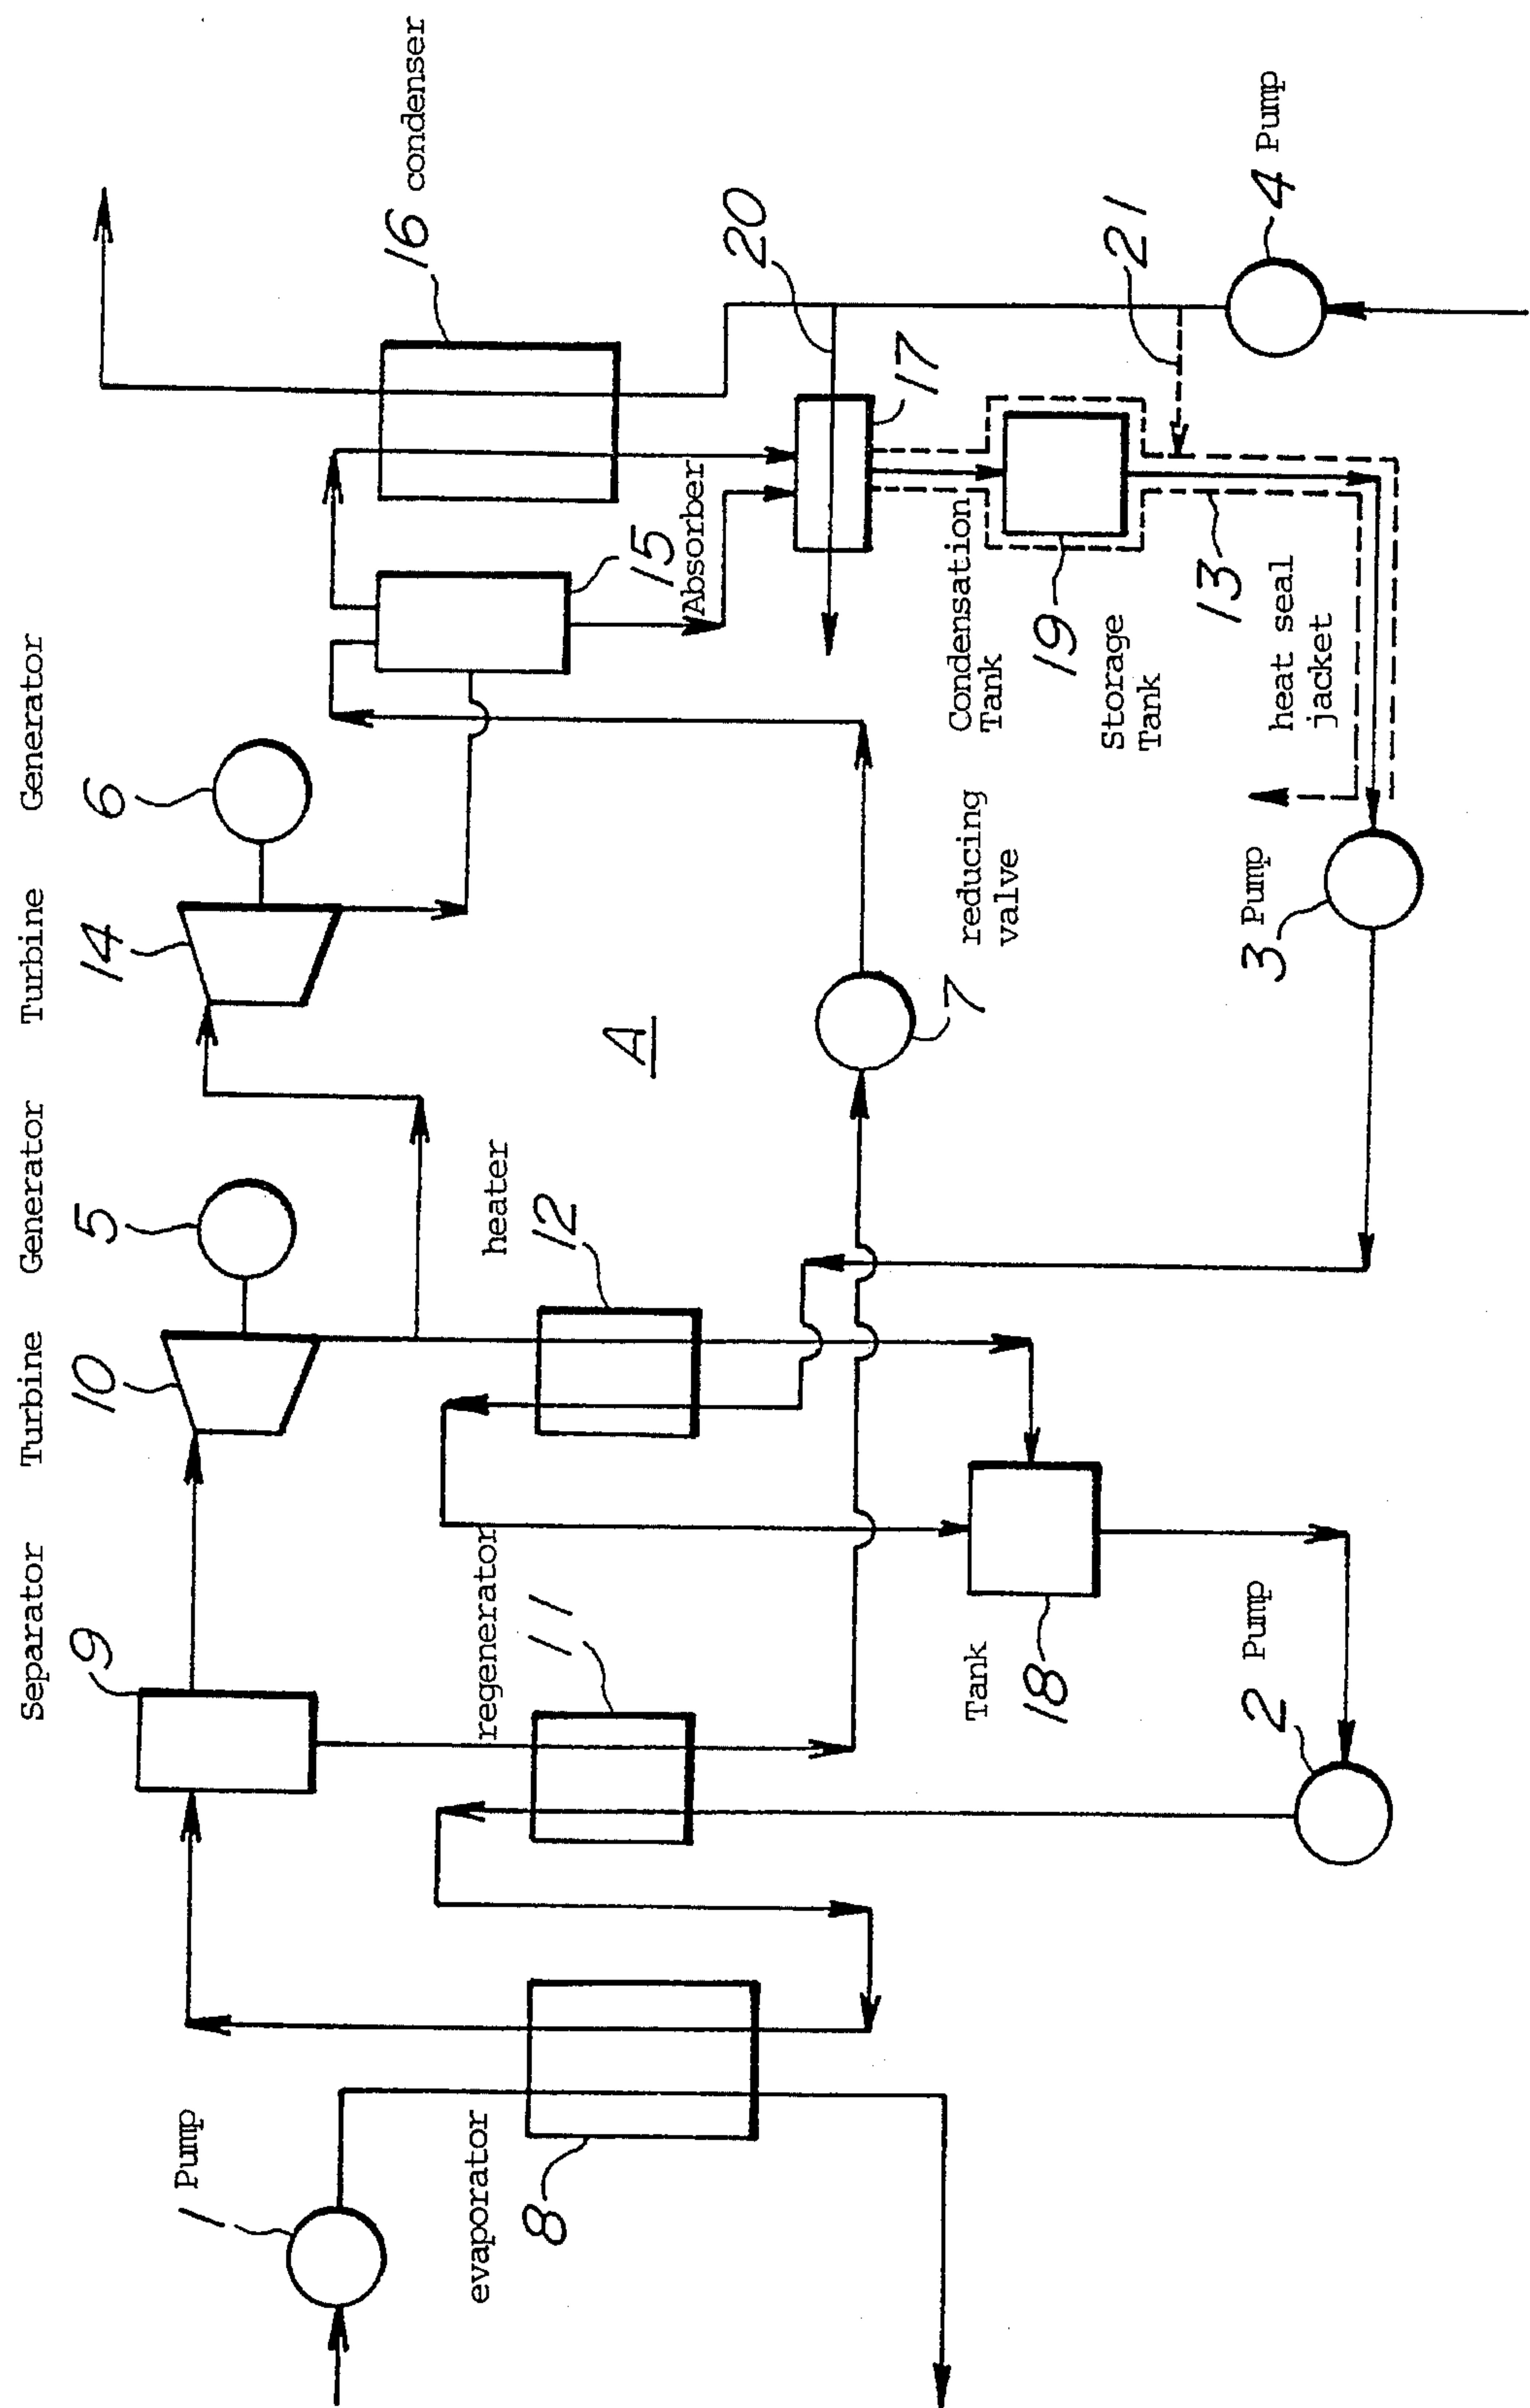 Separator Turbine Generator Turbine Generator
9
10
5
14
6
1 Pump
16 condenser
evaporator
8
regenerator
11
heater
12
A
15
Absorber
20
17
7
reducing
valve
Tank
18
Condensation
Tank
19
Storage
Tank
21
13
heat seal
jacket
2 Pump
3 Pump
4 Pump